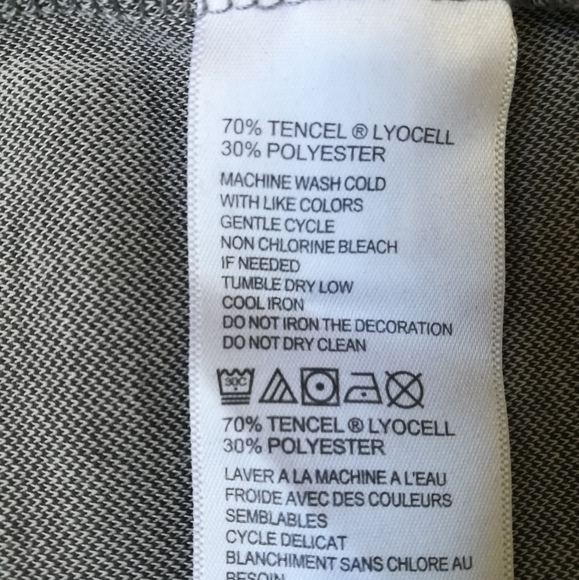 70% TENCEL ® LYOCELL
30% POLYESTER
MACHINE WASH COLD
WITH LIKE COLORS
GENTLE CYCLE
NON CHLORINE BLEACH
IF NEEDED
TUMBLE DRY LOW
COOL IRON
DO NOT IRON THE DECORATION
DO NOT DRY CLEAN
30C
70% TENCEL ® LYOCELL
30% POLYESTER
LAVER A LA MACHINE A L'EAU
FROIDE AVEC DES COULEURS
SEMBLABLES
CYCLE DELICAT
BLANCHIMENT SANS CHLORE AU
BESOIN